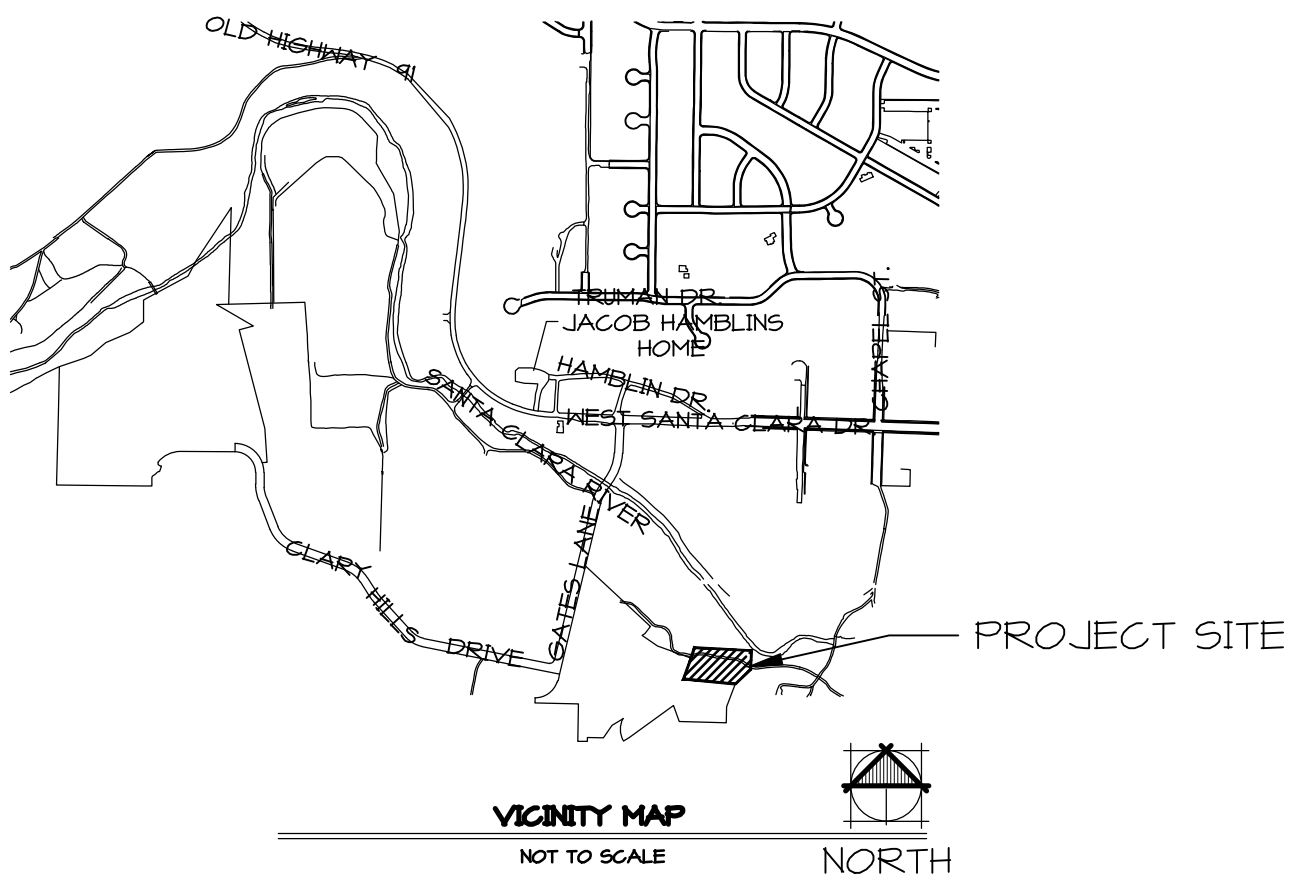 OLD HIGHWAY 91
TRUMAN DR.
JACOB HAMBLINS
HOME
CHAPEL ST.
HAMBLIN DR.
WEST SANTA CLARA DR.
SANTA CLARA RIVER
GATES LANE
CLARY HILLS DRIVE
PROJECT SITE
VICINITY MAP
NOT TO SCALE
NORTH